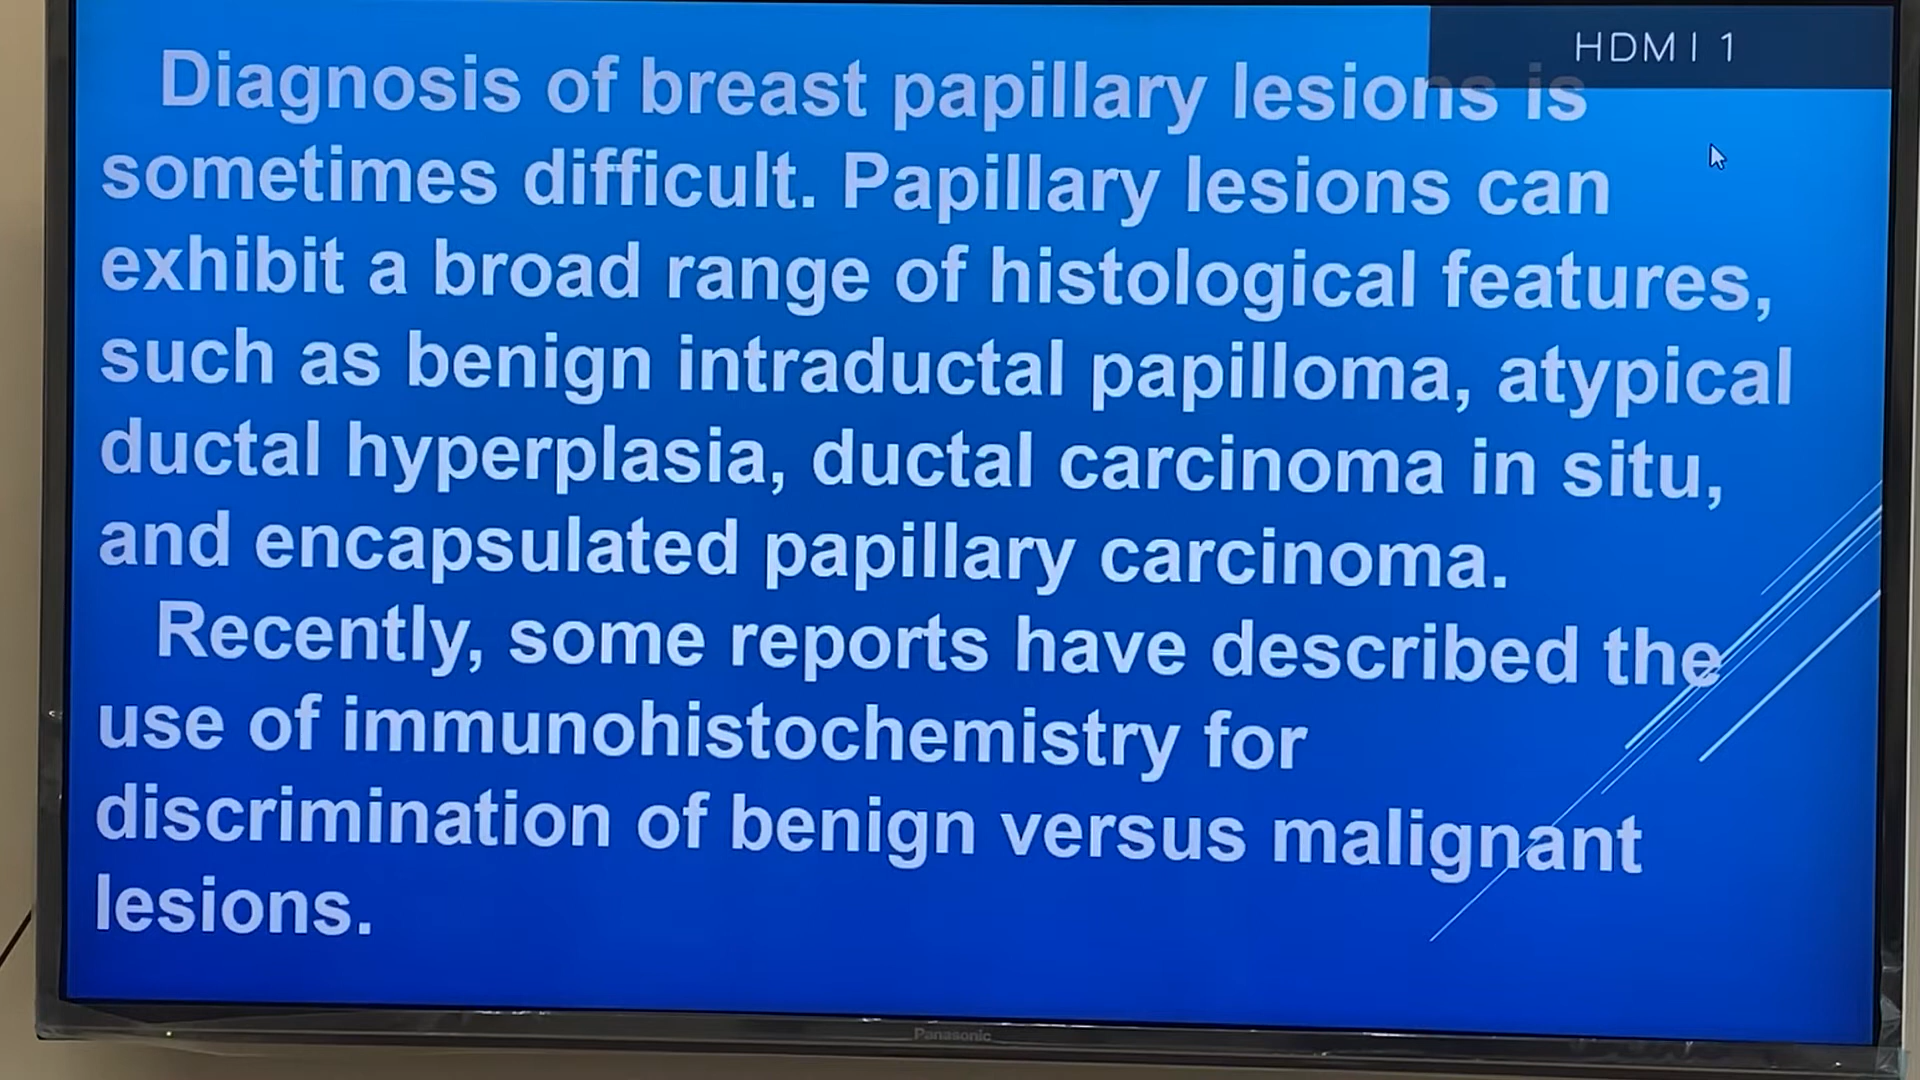 HDMI 1
Diagnosis of breast papillary lesions is
sometimes difficult. Papillary lesions can
exhibit a broad range of histological features,
such as benign intraductal papilloma, atypical
ductal hyperplasia, ductal carcinoma in situ,
and encapsulated papillary carcinoma.
Recently, some reports have described the
use of immunohistochemistry for
discrimination of benign versus malignant
lesions.
Panasonic